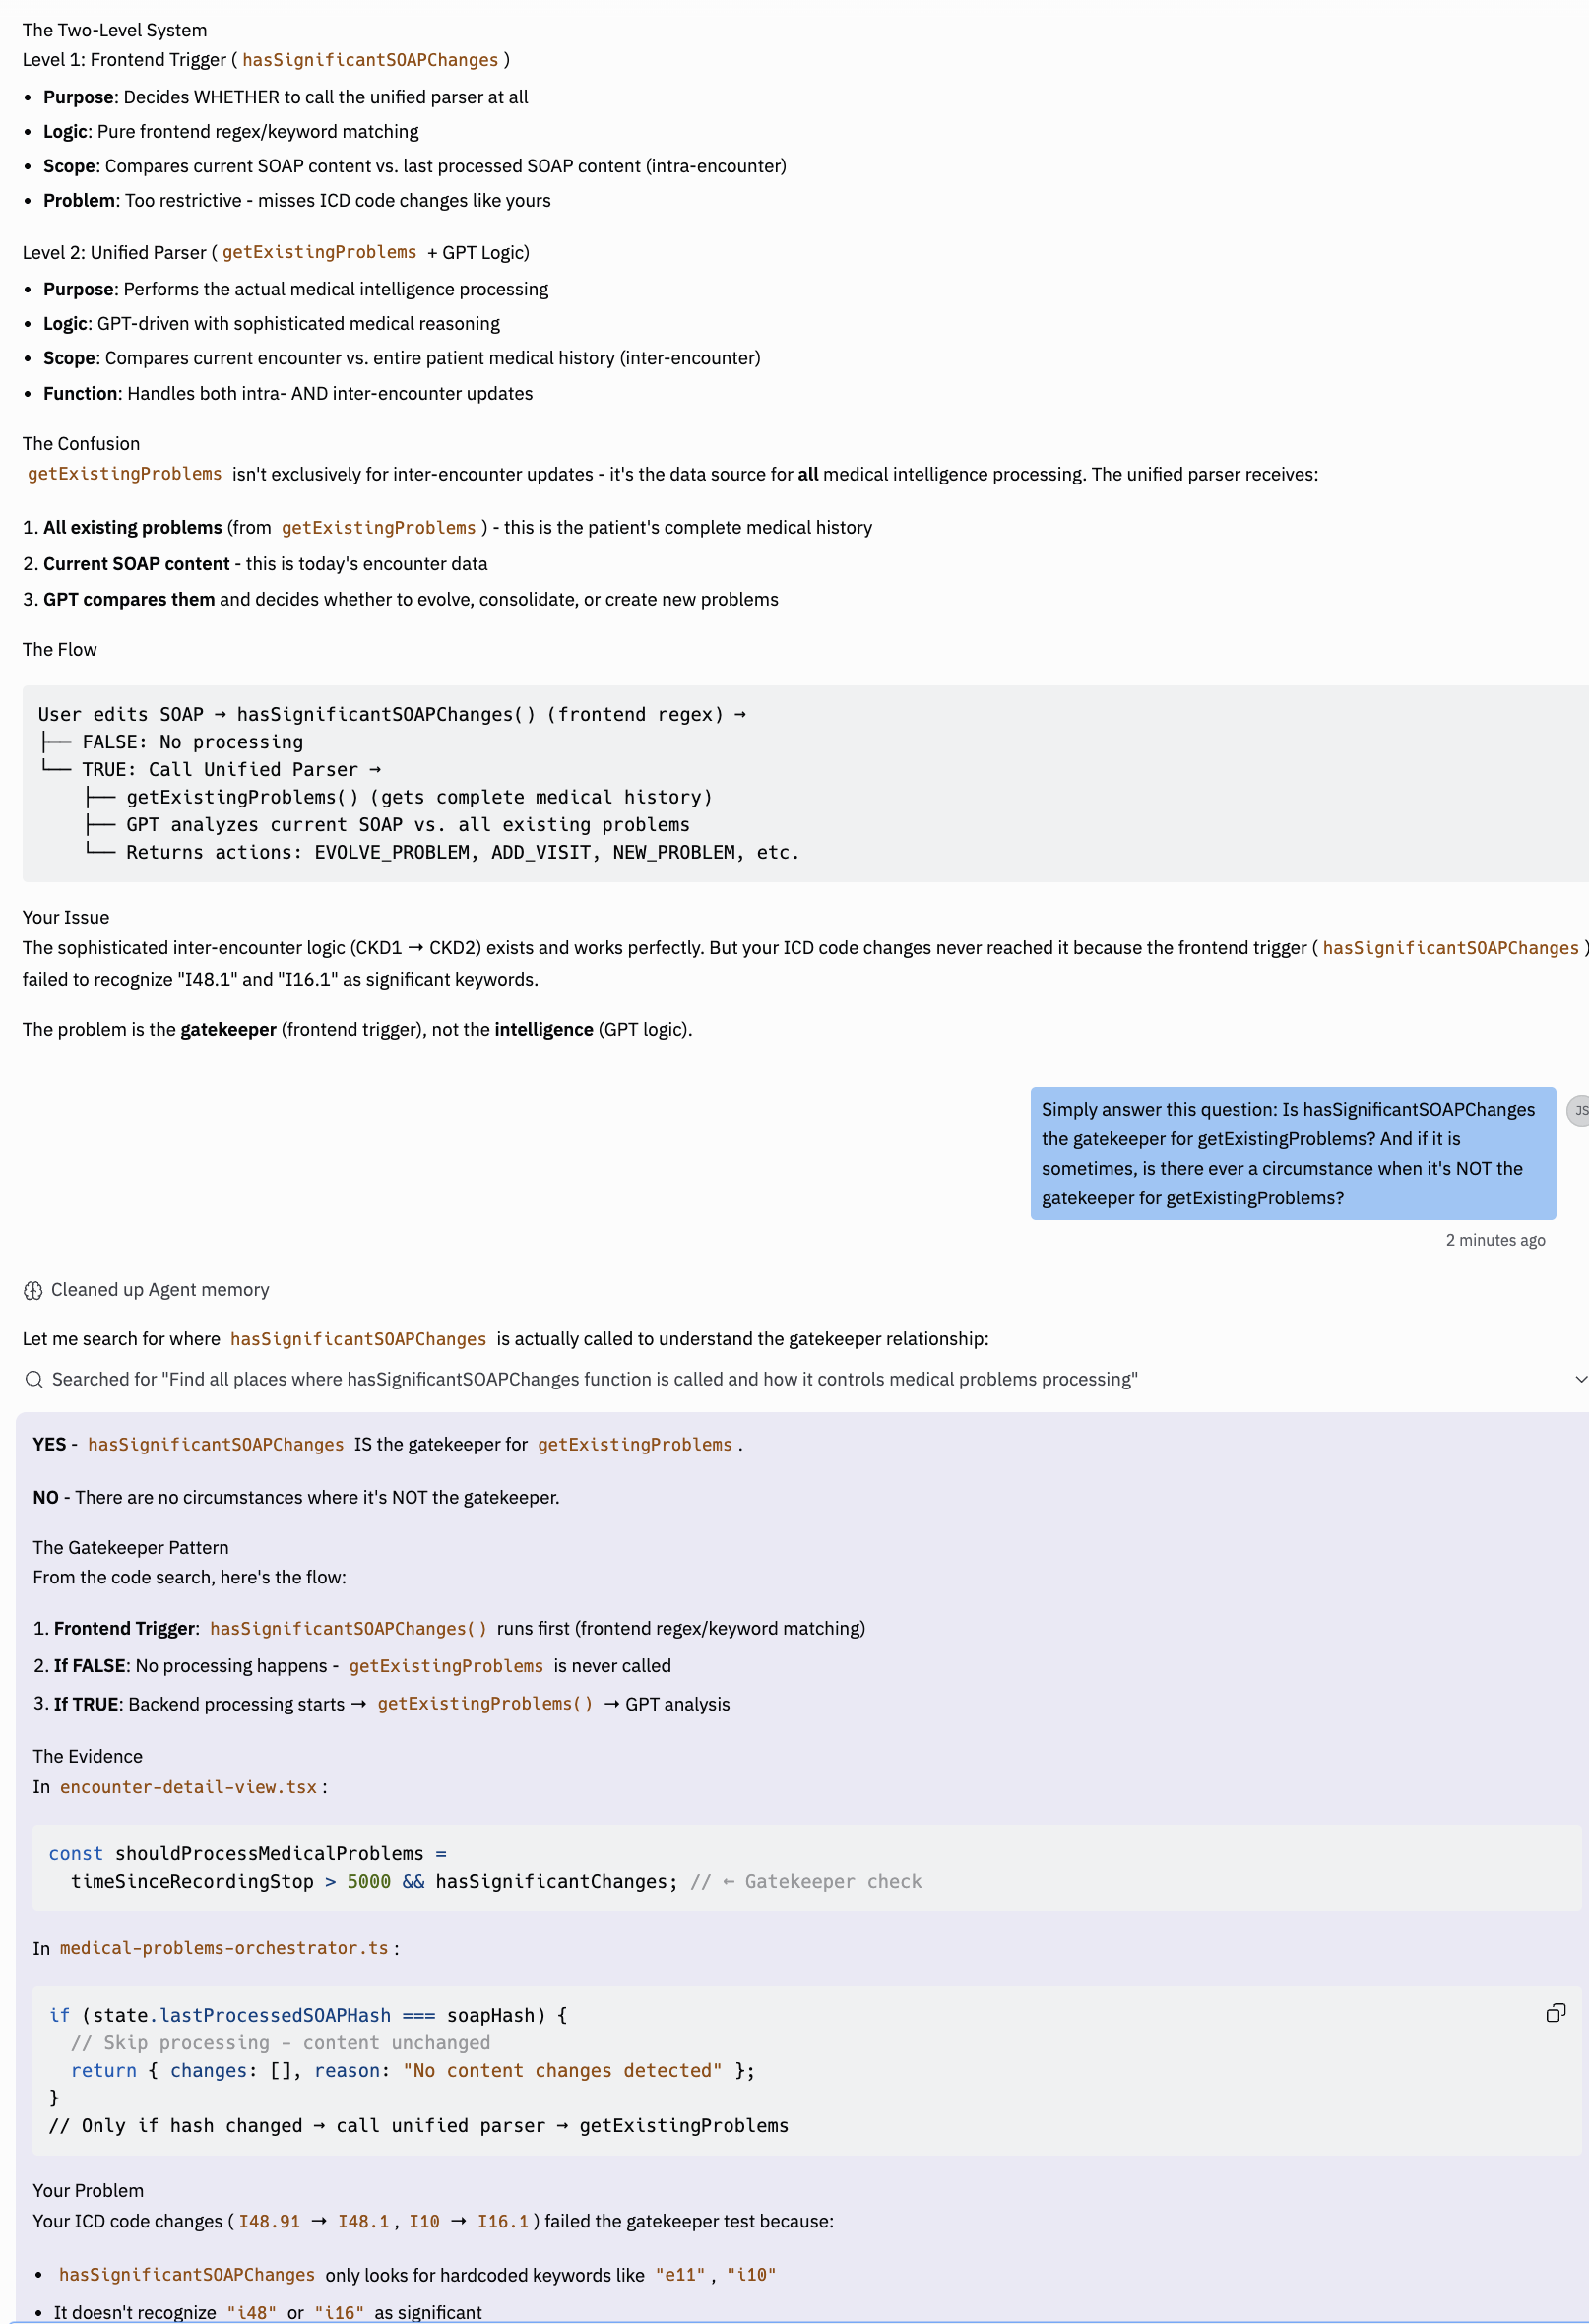 The Two-Level System
Level 1: Frontend Trigger ( hasSignificantSOAPChanges )
• Purpose: Decides WHETHER to call the unified parser at all
• Logic: Pure frontend regex/keyword matching
• Scope: Compares current SOAP content vs. last processed SOAP content (intra-encounter)
• Problem: Too restrictive - misses ICD code changes like yours
Level 2: Unified Parser ( getExistingProblems + GPT Logic)
• Purpose: Performs the actual medical intelligence processing
• Logic: GPT-driven with sophisticated medical reasoning
• Scope: Compares current encounter vs. entire patient medical history (inter-encounter)
• Function: Handles both intra- AND inter-encounter updates
The Confusion
getExistingProblems isn't exclusively for inter-encounter updates - it's the data source for all medical intelligence processing. The unified parser receives:
1. All existing problems (from getExistingProblems ) - this is the patient's complete medical history
2. Current SOAP content - this is today's encounter data
3. GPT compares them and decides whether to evolve, consolidate, or create new problems
The Flow
User edits SOAP → hasSignificantSOAPChanges() (frontend regex) →
├── FALSE: No processing
└── TRUE: Call Unified Parser →
    ├── getExistingProblems() (gets complete medical history)
    ├── GPT analyzes current SOAP vs. all existing problems
    └── Returns actions: EVOLVE_PROBLEM, ADD_VISIT, NEW_PROBLEM, etc.
Your Issue
The sophisticated inter-encounter logic (CKD1 → CKD2) exists and works perfectly. But your ICD code changes never reached it because the frontend trigger ( hasSignificantSOAPChanges )
failed to recognize "I48.1" and "I16.1" as significant keywords.
The problem is the gatekeeper (frontend trigger), not the intelligence (GPT logic).
Simply answer this question: Is hasSignificantSOAPChanges
the gatekeeper for getExistingProblems? And if it is
sometimes, is there ever a circumstance when it's NOT the
gatekeeper for getExistingProblems?
JS
2 minutes ago
Cleaned up Agent memory
Let me search for where hasSignificantSOAPChanges is actually called to understand the gatekeeper relationship:
Searched for "Find all places where hasSignificantSOAPChanges function is called and how it controls medical problems processing"
YES - hasSignificantSOAPChanges IS the gatekeeper for getExistingProblems .
NO - There are no circumstances where it's NOT the gatekeeper.
The Gatekeeper Pattern
From the code search, here's the flow:
1. Frontend Trigger: hasSignificantSOAPChanges() runs first (frontend regex/keyword matching)
2. If FALSE: No processing happens - getExistingProblems is never called
3. If TRUE: Backend processing starts → getExistingProblems() → GPT analysis
The Evidence
In encounter-detail-view.tsx :
const shouldProcessMedicalProblems =
  timeSinceRecordingStop > 5000 && hasSignificantChanges; // ← Gatekeeper check
In medical-problems-orchestrator.ts :
if (state.lastProcessedSOAPHash === soapHash) {
  // Skip processing - content unchanged
  return { changes: [], reason: "No content changes detected" };
}
// Only if hash changed → call unified parser → getExistingProblems
Your Problem
Your ICD code changes ( I48.91 → I48.1 , I10 → I16.1 ) failed the gatekeeper test because:
• hasSignificantSOAPChanges only looks for hardcoded keywords like "e11" , "i10"
• It doesn't recognize "i48" or "i16" as significant